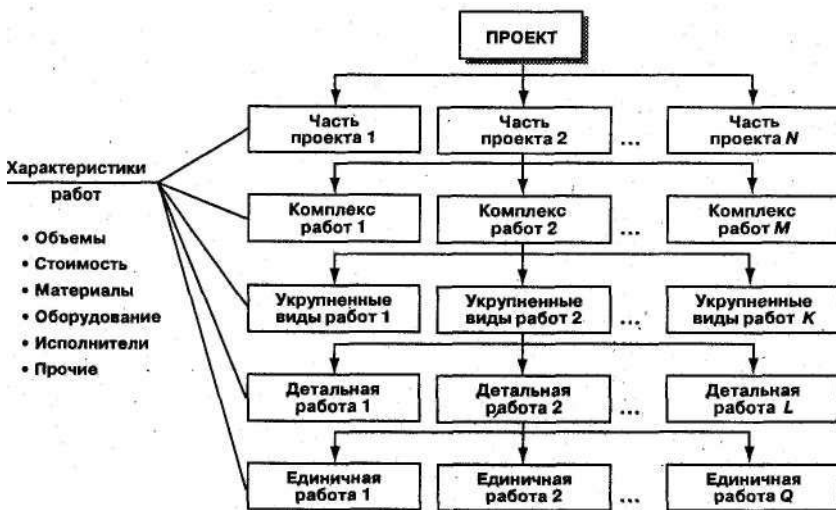 ПРОЕКТ
Часть
проекта 1
Часть
проекта 2
...
Часть
проекта N
Характеристики
работ
• Объемы
• Стоимость
• Материалы
• Оборудование
• Исполнители
• Прочие
Комплекс
работ 1
Комплекс
работ 2
...
Комплекс
работ M
Укрупненные
виды работ 1
Укрупненные
виды работ 2
...
Укрупненные
виды работ K
Детальная
работа 1
Детальная
работа 2
...
Детальная
работа L
Единичная
работа 1
Единичная
работа 2
...
Единичная
работа Q